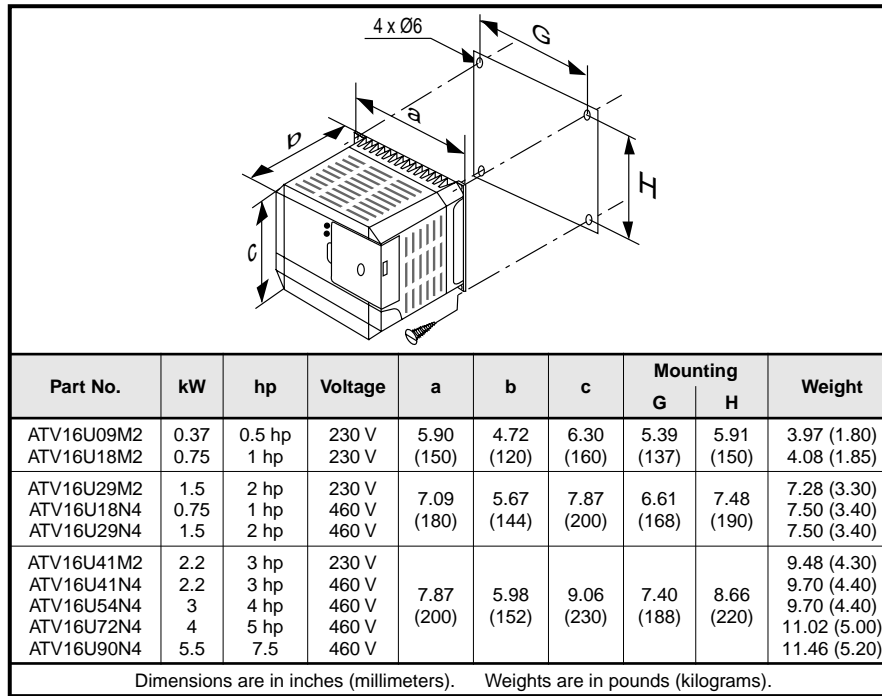 4 x Ø6
G
a
b
H
c
Part No. kW hp Voltage a b c Mounting Weight
G H
ATV16U09M2 0.37 0.5 hp 230 V 5.90 4.72 6.30 5.39 5.91 3.97 (1.80)
ATV16U18M2 0.75 1 hp 230 V (150) (120) (160) (137) (150) 4.08 (1.85)
ATV16U29M2 1.5 2 hp 230 V 7.09 5.67 7.87 6.61 7.48 7.28 (3.30)
ATV16U18N4 0.75 1 hp 460 V (180) (144) (200) (168) (190) 7.50 (3.40)
ATV16U29N4 1.5 2 hp 460 V 7.50 (3.40)
ATV16U41M2 2.2 3 hp 230 V 9.48 (4.30)
ATV16U41N4 2.2 3 hp 460 V 7.87 5.98 9.06 7.40 8.66 9.70 (4.40)
ATV16U54N4 3 4 hp 460 V (200) (152) (230) (188) (220) 9.70 (4.40)
ATV16U72N4 4 5 hp 460 V 11.02 (5.00)
ATV16U90N4 5.5 7.5 460 V 11.46 (5.20)
Dimensions are in inches (millimeters). Weights are in pounds (kilograms).